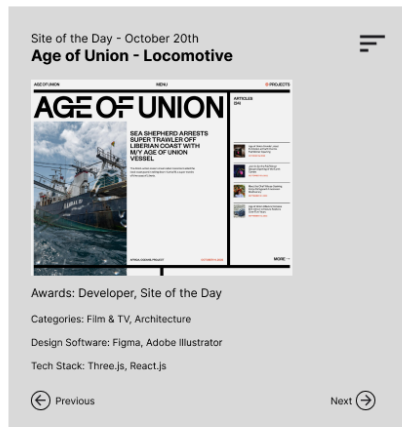 Site of the Day - October 20th
Age of Union - Locomotive
AGE OF UNION
MENU
PROJECTS
AGE OF UNION
ARTICLES
SEA SHEPHERD ARRESTS
SUPER TRAWLER OFF
LIBERIAN COAST WITH
M/Y AGE OF UNION
VESSEL
MORE
Awards: Developer, Site of the Day
Categories: Film & TV, Architecture
Design Software: Figma, Adobe Illustrator
Tech Stack: Three.js, React.js
Previous
Next